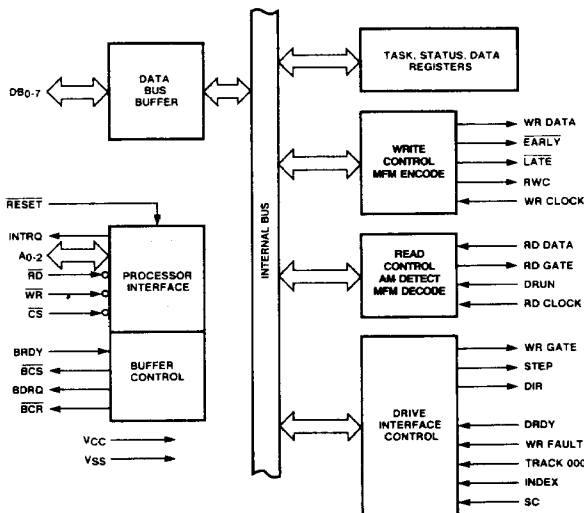 DATA
BUS
BUFFER
DB0-7
RESET
INTRQ
A0-2
RD
WR
CS
PROCESSOR
INTERFACE
BRDY
BCS
BDRQ
BCR
BUFFER
CONTROL
VCC
VSS
INTERNAL BUS
TASK, STATUS, DATA
REGISTERS
WRITE
CONTROL
MFM ENCODE
WR DATA
EARLY
LATE
RWC
WR CLOCK
READ
CONTROL
AM DETECT
MFM DECODE
RD DATA
RD GATE
DRUN
RD CLOCK
DRIVE
INTERFACE
CONTROL
WR GATE
STEP
DIR
DRDY
WR FAULT
TRACK 000
INDEX
SC